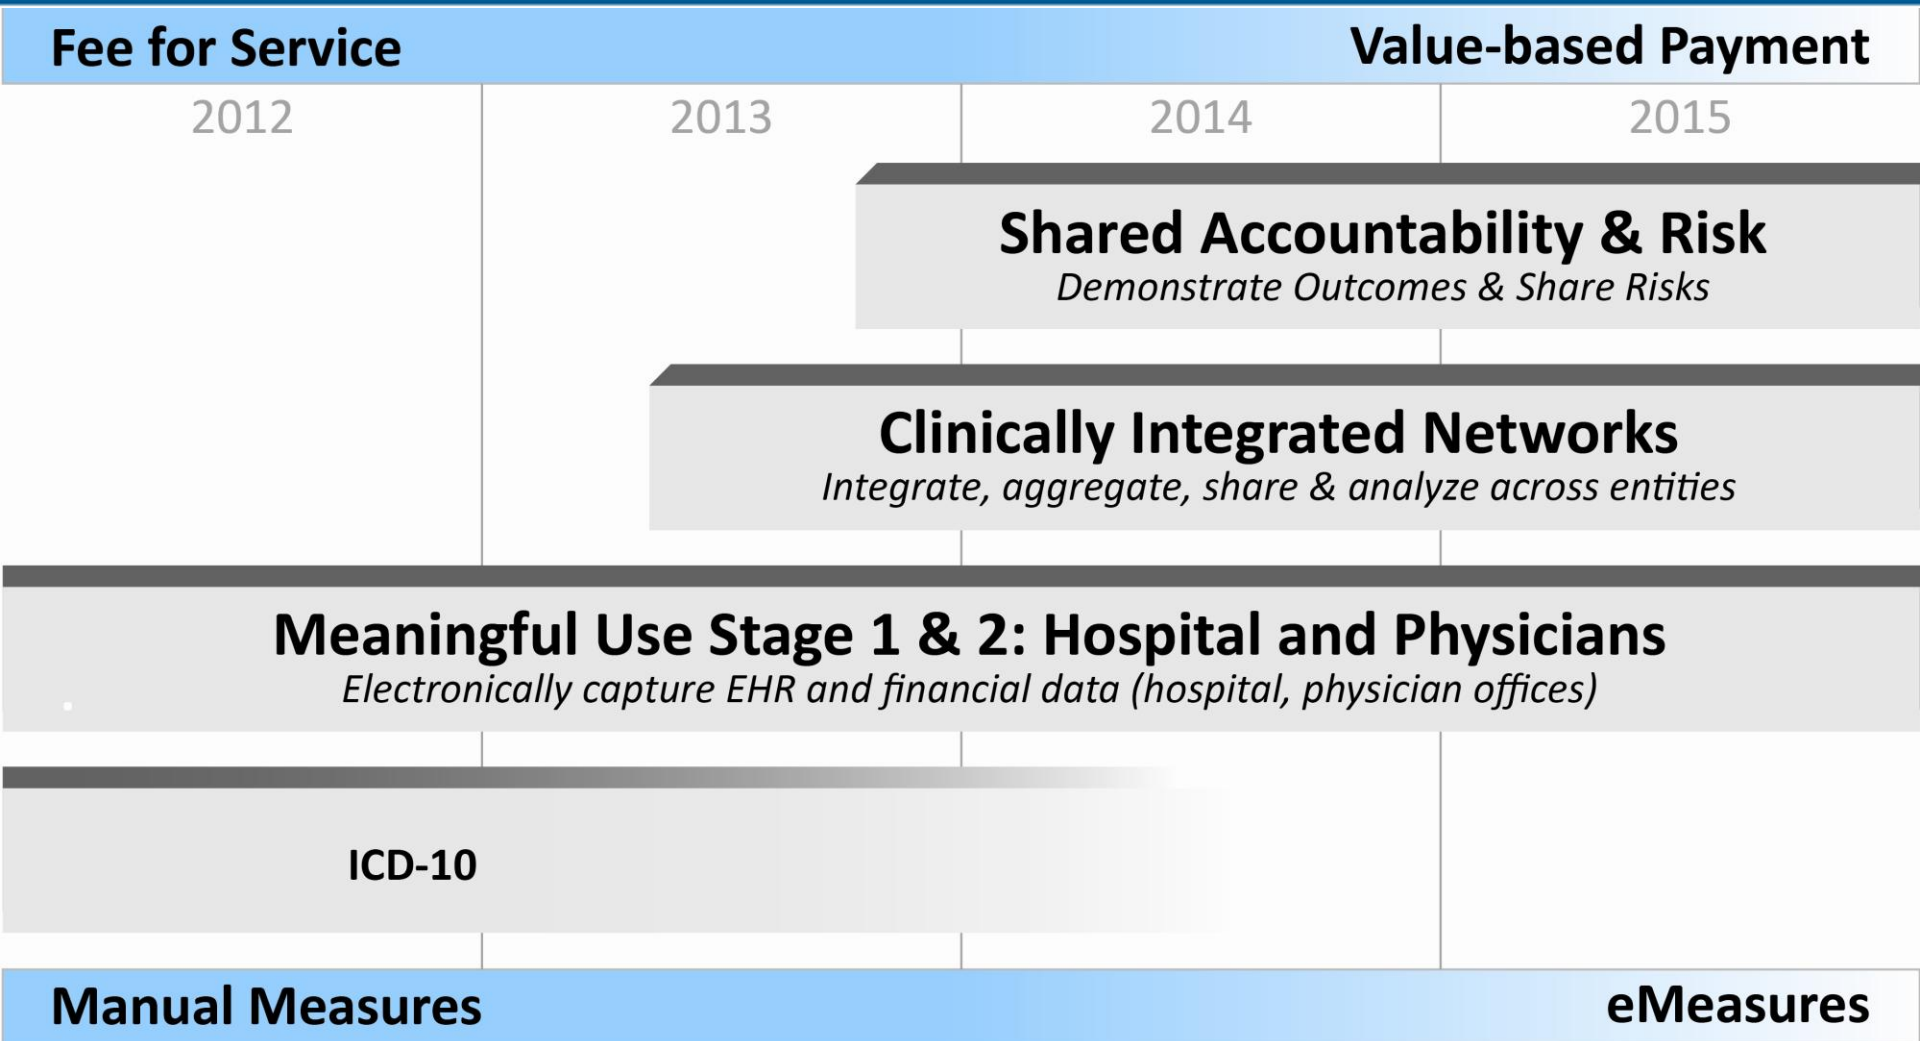 Fee for Service
Value-based Payment
2012
2013
2014
2015
Shared Accountability & Risk
Demonstrate Outcomes & Share Risks
Clinically Integrated Networks
Integrate, aggregate, share & analyze across entities
Meaningful Use Stage 1 & 2: Hospital and Physicians
Electronically capture EHR and financial data (hospital, physician offices)
ICD-10
Manual Measures
eMeasures